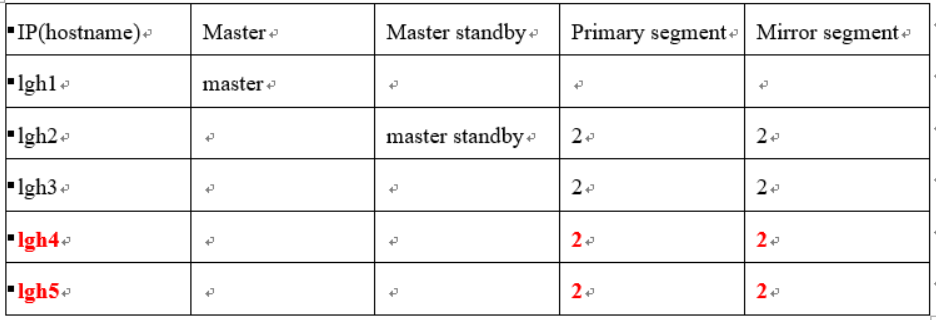 IP(hostname) Master Master standby Primary segment Mirror segment
lgh1 master
lgh2 master standby 2 2
lgh3 2 2
lgh4 2 2
lgh5 2 2